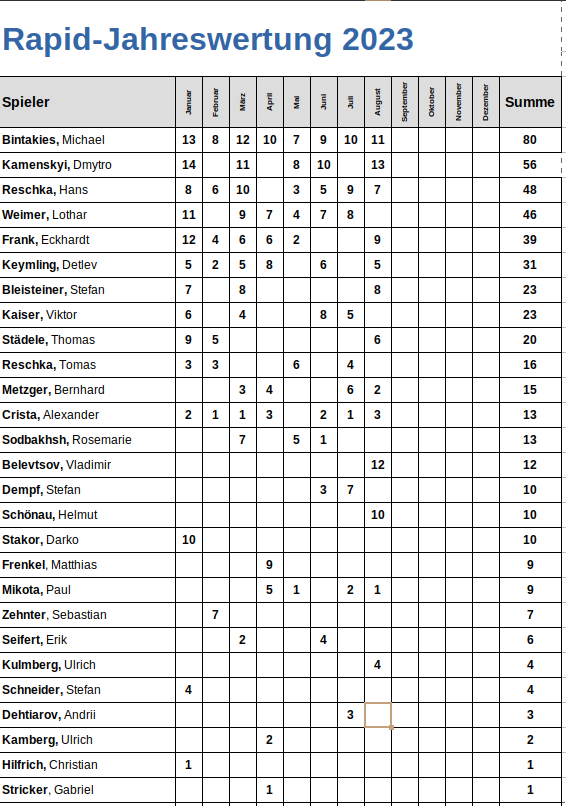 Rapid-Jahreswertung 2023
Spieler Januar Februar März April Mai Juni Juli August September Oktober November Dezember Summe
Bintakies, Michael 13 8 12 10 7 9 10 11 80
Kamenskyi, Dmytro 14 11 8 10 13 56
Reschka, Hans 8 6 10 3 5 9 7 48
Weimer, Lothar 11 9 7 4 7 8 46
Frank, Eckhardt 12 4 6 6 2 9 39
Keymling, Detlev 5 2 5 8 6 5 31
Bleisteiner, Stefan 7 8 8 23
Kaiser, Viktor 6 4 8 5 23
Städele, Thomas 9 5 6 20
Reschka, Tomas 3 3 6 4 16
Metzger, Bernhard 3 4 6 2 15
Crista, Alexander 2 1 1 3 2 1 3 13
Sodbakhsh, Rosemarie 7 5 1 13
Belevtsov, Vladimir 12 12
Dempf, Stefan 3 7 10
Schönau, Helmut 10 10
Stakor, Darko 10 10
Frenkel, Matthias 9 9
Mikota, Paul 5 1 2 1 9
Zehnter, Sebastian 7 7
Seifert, Erik 2 4 6
Kulmberg, Ulrich 4 4
Schneider, Stefan 4 4
Dehtiarov, Andrii 3 3
Kamberg, Ulrich 2 2
Hilfrich, Christian 1 1
Stricker, Gabriel 1 1